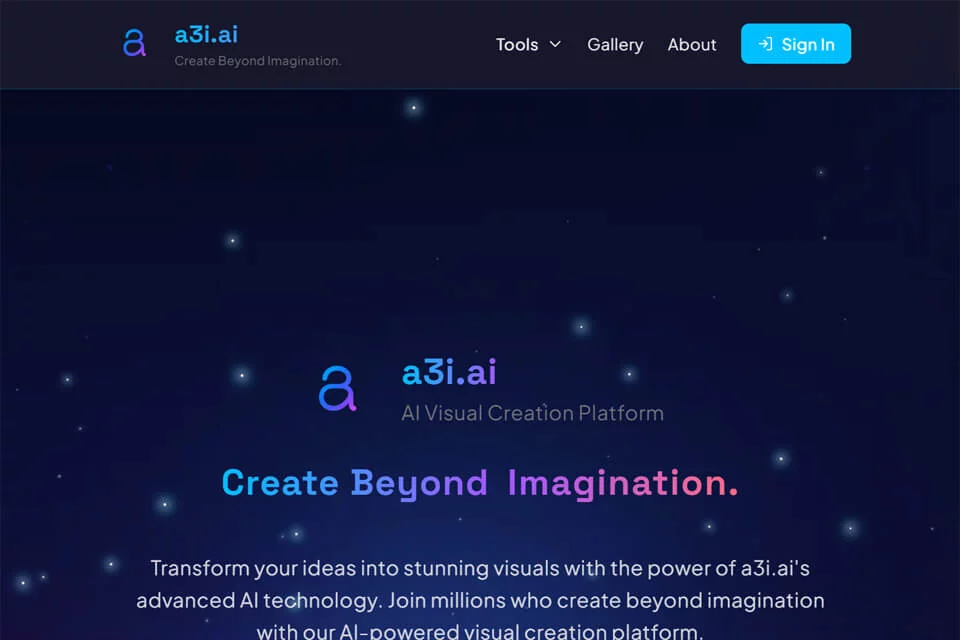 a3i.ai
Create Beyond Imagination.
Tools
Gallery
About
Sign In
a3i.ai
AI Visual Creation Platform
Create Beyond Imagination.
Transform your ideas into stunning visuals with the power of a3i.ai's
advanced AI technology. Join millions who create beyond imagination
with our AI-powered visual creation platform.